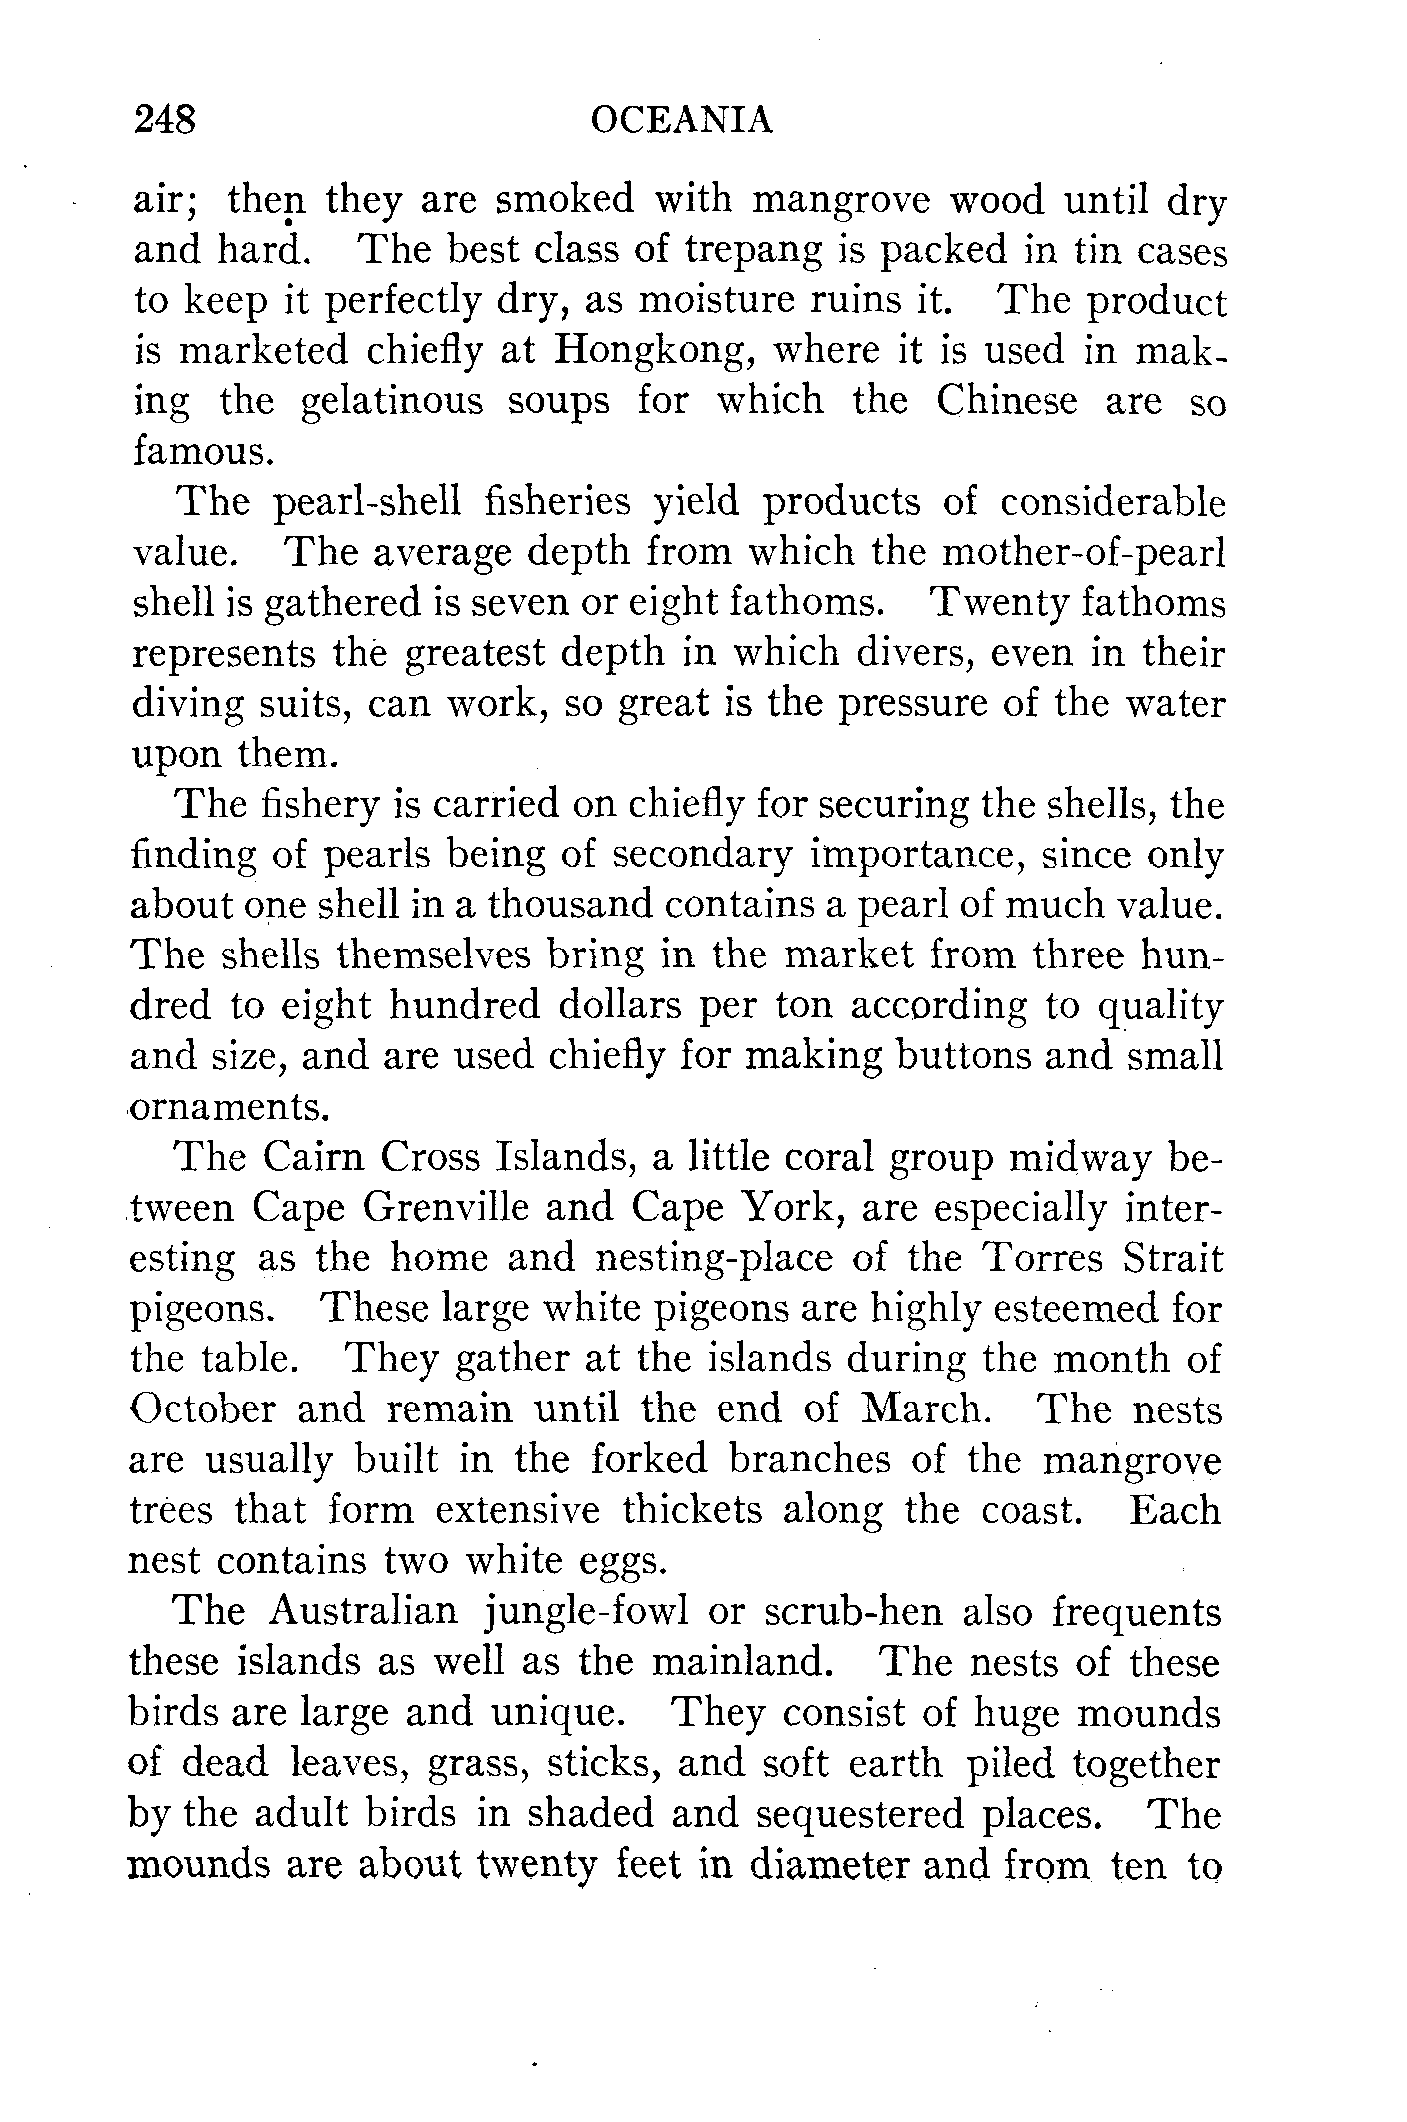 248 OCEANIA
air; then they are smoked with mangrove wood until dry
and hard. The best class of trepang is packed in tin cases
to keep it perfectly dry, as moisture ruins it. The product
is marketed chiefly at Hongkong, where it is used in mak-
ing the gelatinous soups for which the Chinese are so
famous.
The pearl-shell fisheries yield products of considerable
value. The average depth from which the mother-of-pearl
shell is gathered is seven or eight fathoms. Twenty fathoms
represents the greatest depth in which divers, even in their
diving suits, can work, so great is the pressure of the water
upon them.
The fishery is carried on chiefly for securing the shells, the
finding of pearls being of secondary importance, since only
about one shell in a thousand contains a pearl of much value.
The shells themselves bring in the market from three hun-
dred to eight hundred dollars per ton according to quality
and size, and are used chiefly for making buttons and small
ornaments.
The Cairn Cross Islands, a little coral group midway be-
tween Cape Grenville and Cape York, are especially inter-
esting as the home and nesting-place of the Torres Strait
pigeons. These large white pigeons are highly esteemed for
the table. They gather at the islands during the month of
October and remain until the end of March. The nests
are usually built in the forked branches of the mangrove
trees that form extensive thickets along the coast. Each
nest contains two white eggs.
The Australian jungle-fowl or scrub-hen also frequents
these islands as well as the mainland. The nests of these
birds are large and unique. They consist of huge mounds
of dead leaves, grass, sticks, and soft earth piled together
by the adult birds in shaded and sequestered places. The
mounds are about twenty feet in diameter and from ten to